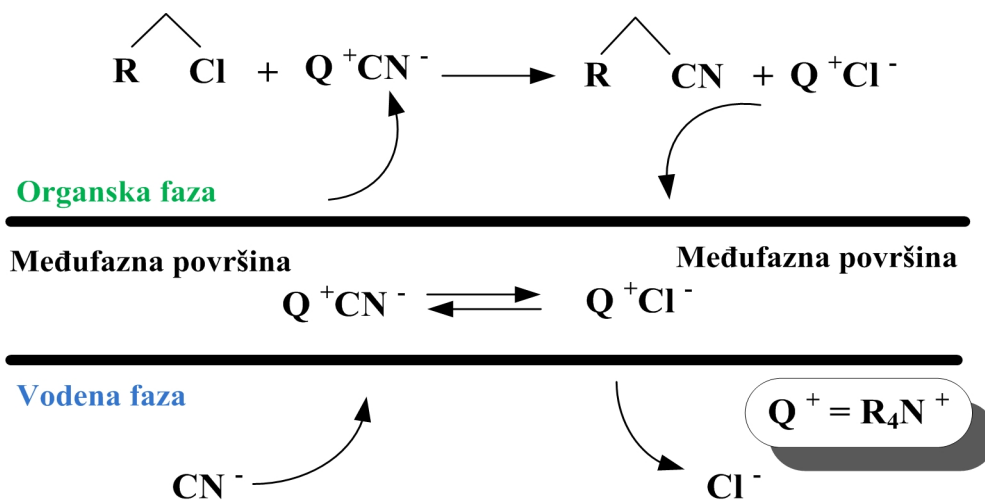 R Cl + Q⁺CN⁻ R CN + Q⁺Cl⁻
Organska faza
Međufazna površina Međufazna površina
Q⁺CN⁻ Q⁺Cl⁻
Vodena faza
Q⁺ = R₄N⁺
CN⁻ Cl⁻